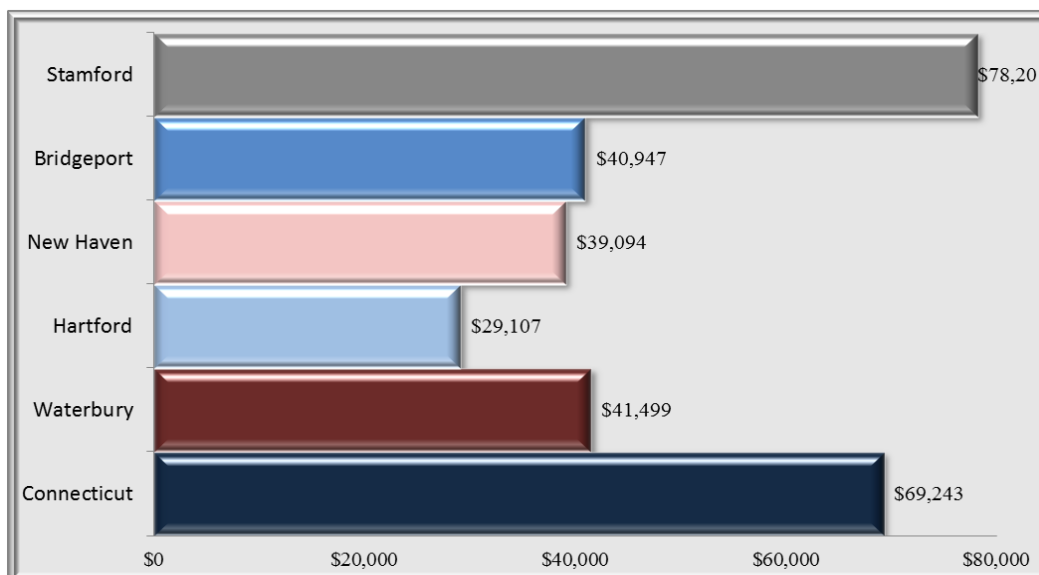 Stamford $78,20
Bridgeport $40,947
New Haven $39,094
Hartford $29,107
Waterbury $41,499
Connecticut $69,243
$0 $20,000 $40,000 $60,000 $80,000